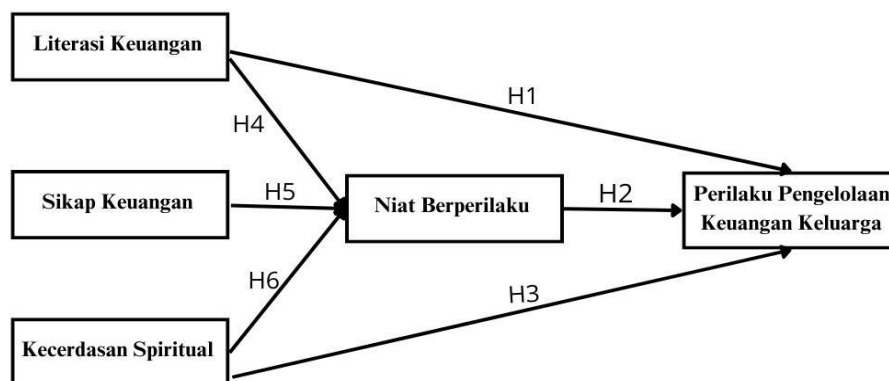 Literasi Keuangan
H1
H4
Sikap Keuangan
H5
Niat Berperilaku
H2
Perilaku Pengelolaan
Keuangan Keluarga
H6
H3
Kecerdasan Spiritual